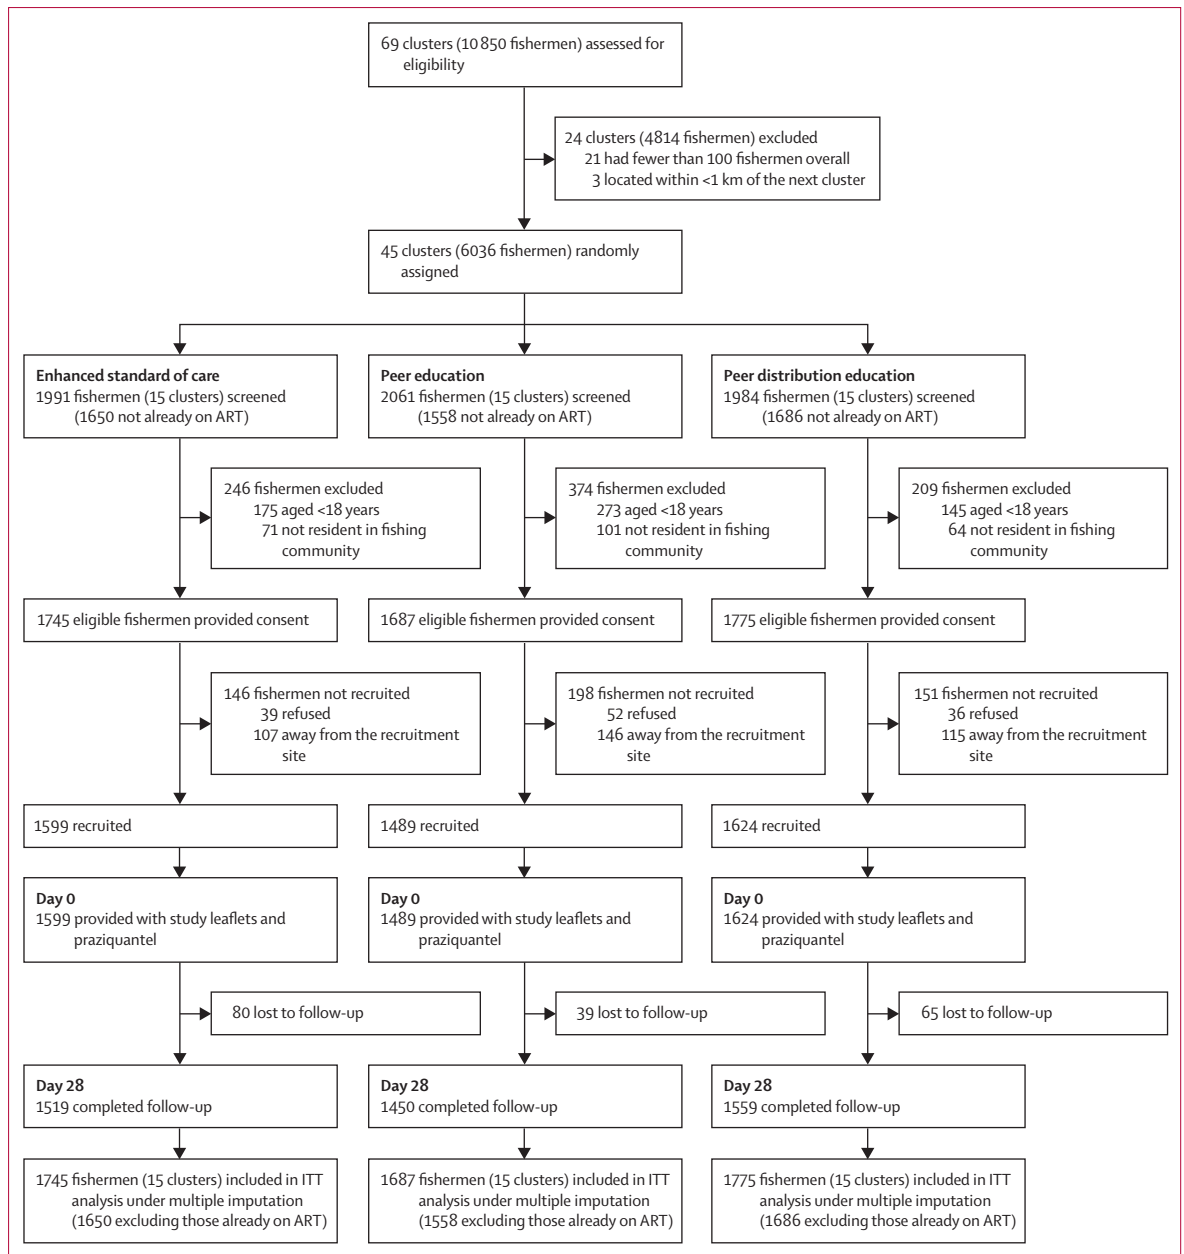 69 clusters (10 850 fishermen) assessed for
eligibility
24 clusters (4814 fishermen) excluded
21 had fewer than 100 fishermen overall
3 located within <1 km of the next cluster
45 clusters (6036 fishermen) randomly
assigned
Enhanced standard of care
1991 fishermen (15 clusters) screened
(1650 not already on ART)
Peer education
2061 fishermen (15 clusters) screened
(1558 not already on ART)
Peer distribution education
1984 fishermen (15 clusters) screened
(1686 not already on ART)
246 fishermen excluded
175 aged <18 years
71 not resident in fishing
community
374 fishermen excluded
273 aged <18 years
101 not resident in fishing
community
209 fishermen excluded
145 aged <18 years
64 not resident in fishing
community
1745 eligible fishermen provided consent
1687 eligible fishermen provided consent
1775 eligible fishermen provided consent
146 fishermen not recruited
39 refused
107 away from the recruitment
site
198 fishermen not recruited
52 refused
146 away from the recruitment
site
151 fishermen not recruited
36 refused
115 away from the recruitment
site
1599 recruited
1489 recruited
1624 recruited
Day 0
1599 provided with study leaflets and
praziquantel
Day 0
1489 provided with study leaflets and
praziquantel
Day 0
1624 provided with study leaflets and
praziquantel
80 lost to follow-up
39 lost to follow-up
65 lost to follow-up
Day 28
1519 completed follow-up
Day 28
1450 completed follow-up
Day 28
1559 completed follow-up
1745 fishermen (15 clusters) included in ITT
analysis under multiple imputation
(1650 excluding those already on ART)
1687 fishermen (15 clusters) included in ITT
analysis under multiple imputation
(1558 excluding those already on ART)
1775 fishermen (15 clusters) included in ITT
analysis under multiple imputation
(1686 excluding those already on ART)